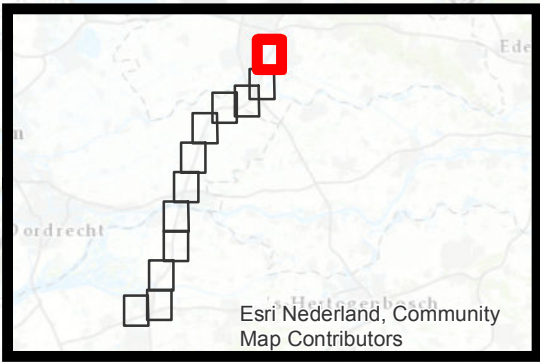 Ede
n
Dordrecht
's-Hertogenbosch
Esri Nederland, Community
Map Contributors